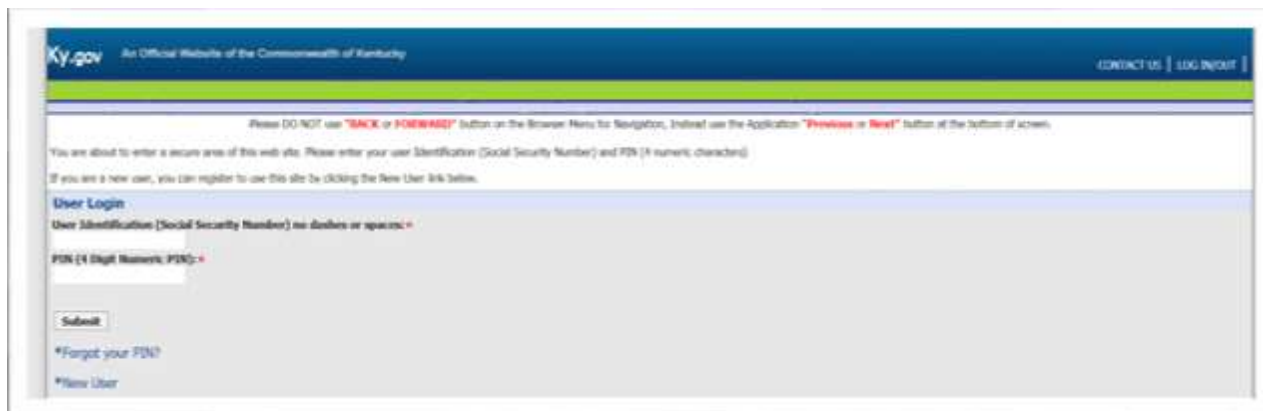 Ky.gov An Official Website of the Commonwealth of Kentucky
CONTACT US | LOG IN/OUT |
Please DO NOT use "BACK or FORWARD" button on the Browser Menu for Navigation, Instead use the Application "Previous or Next" button at the bottom of screen.
You are about to enter a secure area of this web site. Please enter your user Identification (Social Security Number) and PIN (4 numeric characters)
If you are a new user, you can register to use this site by clicking the New User link below.
User Login
User Identification (Social Security Number) no dashes or spaces:*
PIN (4 Digit Numeric PIN):*
Submit
*Forgot your PIN?
*New User